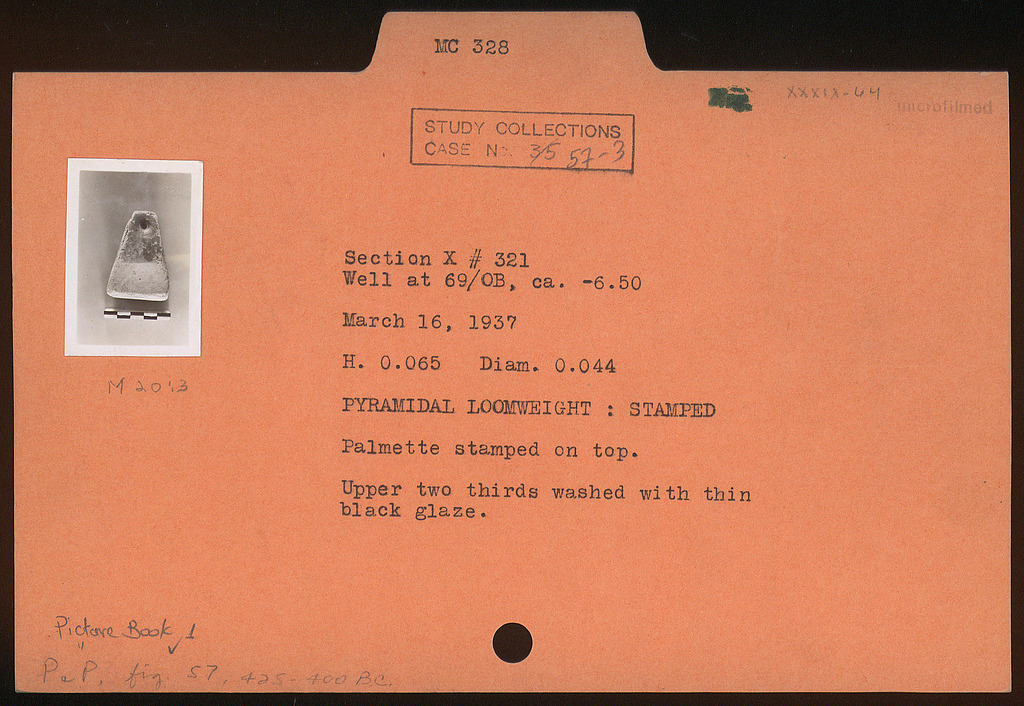 MC 328
XXXIX-44
microfilmed
STUDY COLLECTIONS
CASE No. 35 57-3
Section X # 321
Well at 69/OB, ca. -6.50
March 16, 1937
H. 0.065 Diam. 0.044
M 20:3
PYRAMIDAL LOOMWEIGHT : STAMPED
Palmette stamped on top.
Upper two thirds washed with thin
black glaze.
Picture Book 1
P&P, fig. 57, 425-400 BC.